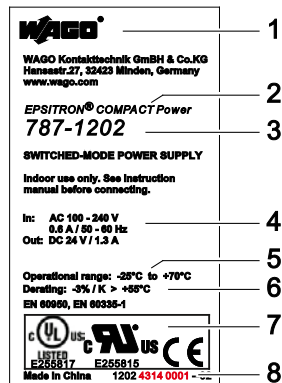 WAGO 1
WAGO Kontakttechnik GmBH & Co.KG
Hansastr.27, 32423 Minden, Germany
www.wago.com
EPSITRON® COMPACT Power 2
787-1202 3
SWITCHED-MODE POWER SUPPLY
Indoor use only. See instruction
manual before connecting.
In: AC 100 - 240 V 4
0.6 A / 50 - 60 Hz
Out: DC 24 V / 1.3 A
5
Operational range: -25°C to +70°C
Derating: -3% / K > +55°C 6
EN 60950, EN 60335-1
7
c UL US c UR US CE
LISTED
E255817 E255815
Made in China 1202 4314 0001 - 8